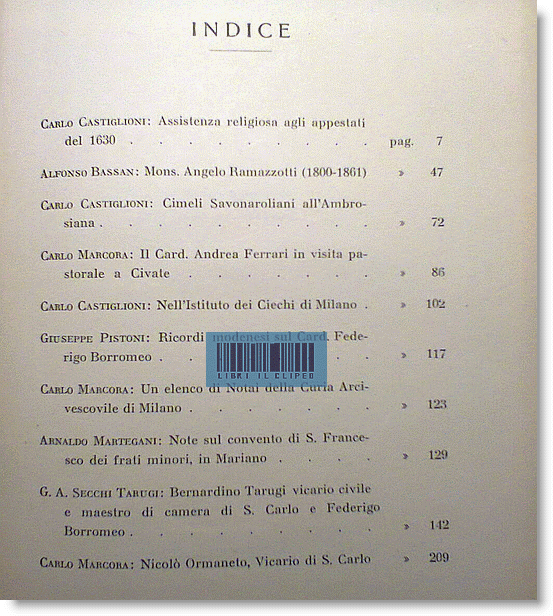 INDICE
CARLO CASTIGLIONI: Assistenza religiosa agli appestati
del 1630 . . . . . . . . . pag. 7
ALFONSO BASSAN: Mons. Angelo Ramazzotti (1800-1861) » 47
CARLO CASTIGLIONI: Cimeli Savonaroliani all'Ambro-
siana . . . . . . . . . . » 72
CARLO MARCORA: Il Card. Andrea Ferrari in visita pa-
storale a Civate . . . . . . . » 86
CARLO CASTIGLIONI: Nell'Istituto dei Ciechi di Milano . » 102
GIUSEPPE PISTONI: Ricordi modenesi sul Card. Fede-
rigo Borromeo . . . . . . . . » 117
LIBRI IL CLIPEO
CARLO MARCORA: Un elenco di Notai della Curia Arci-
vescovile di Milano . . . . . . . » 123
ARNALDO MARTEGANI: Note sul convento di S. France-
sco dei frati minori, in Mariano . . . . » 129
G. A. SECCHI TARUGI: Bernardino Tarugi vicario civile
e maestro di camera di S. Carlo e Federigo
Borromeo . . . . . . . . . » 142
CARLO MARCORA: Nicolò Ormaneto, Vicario di S. Carlo » 209